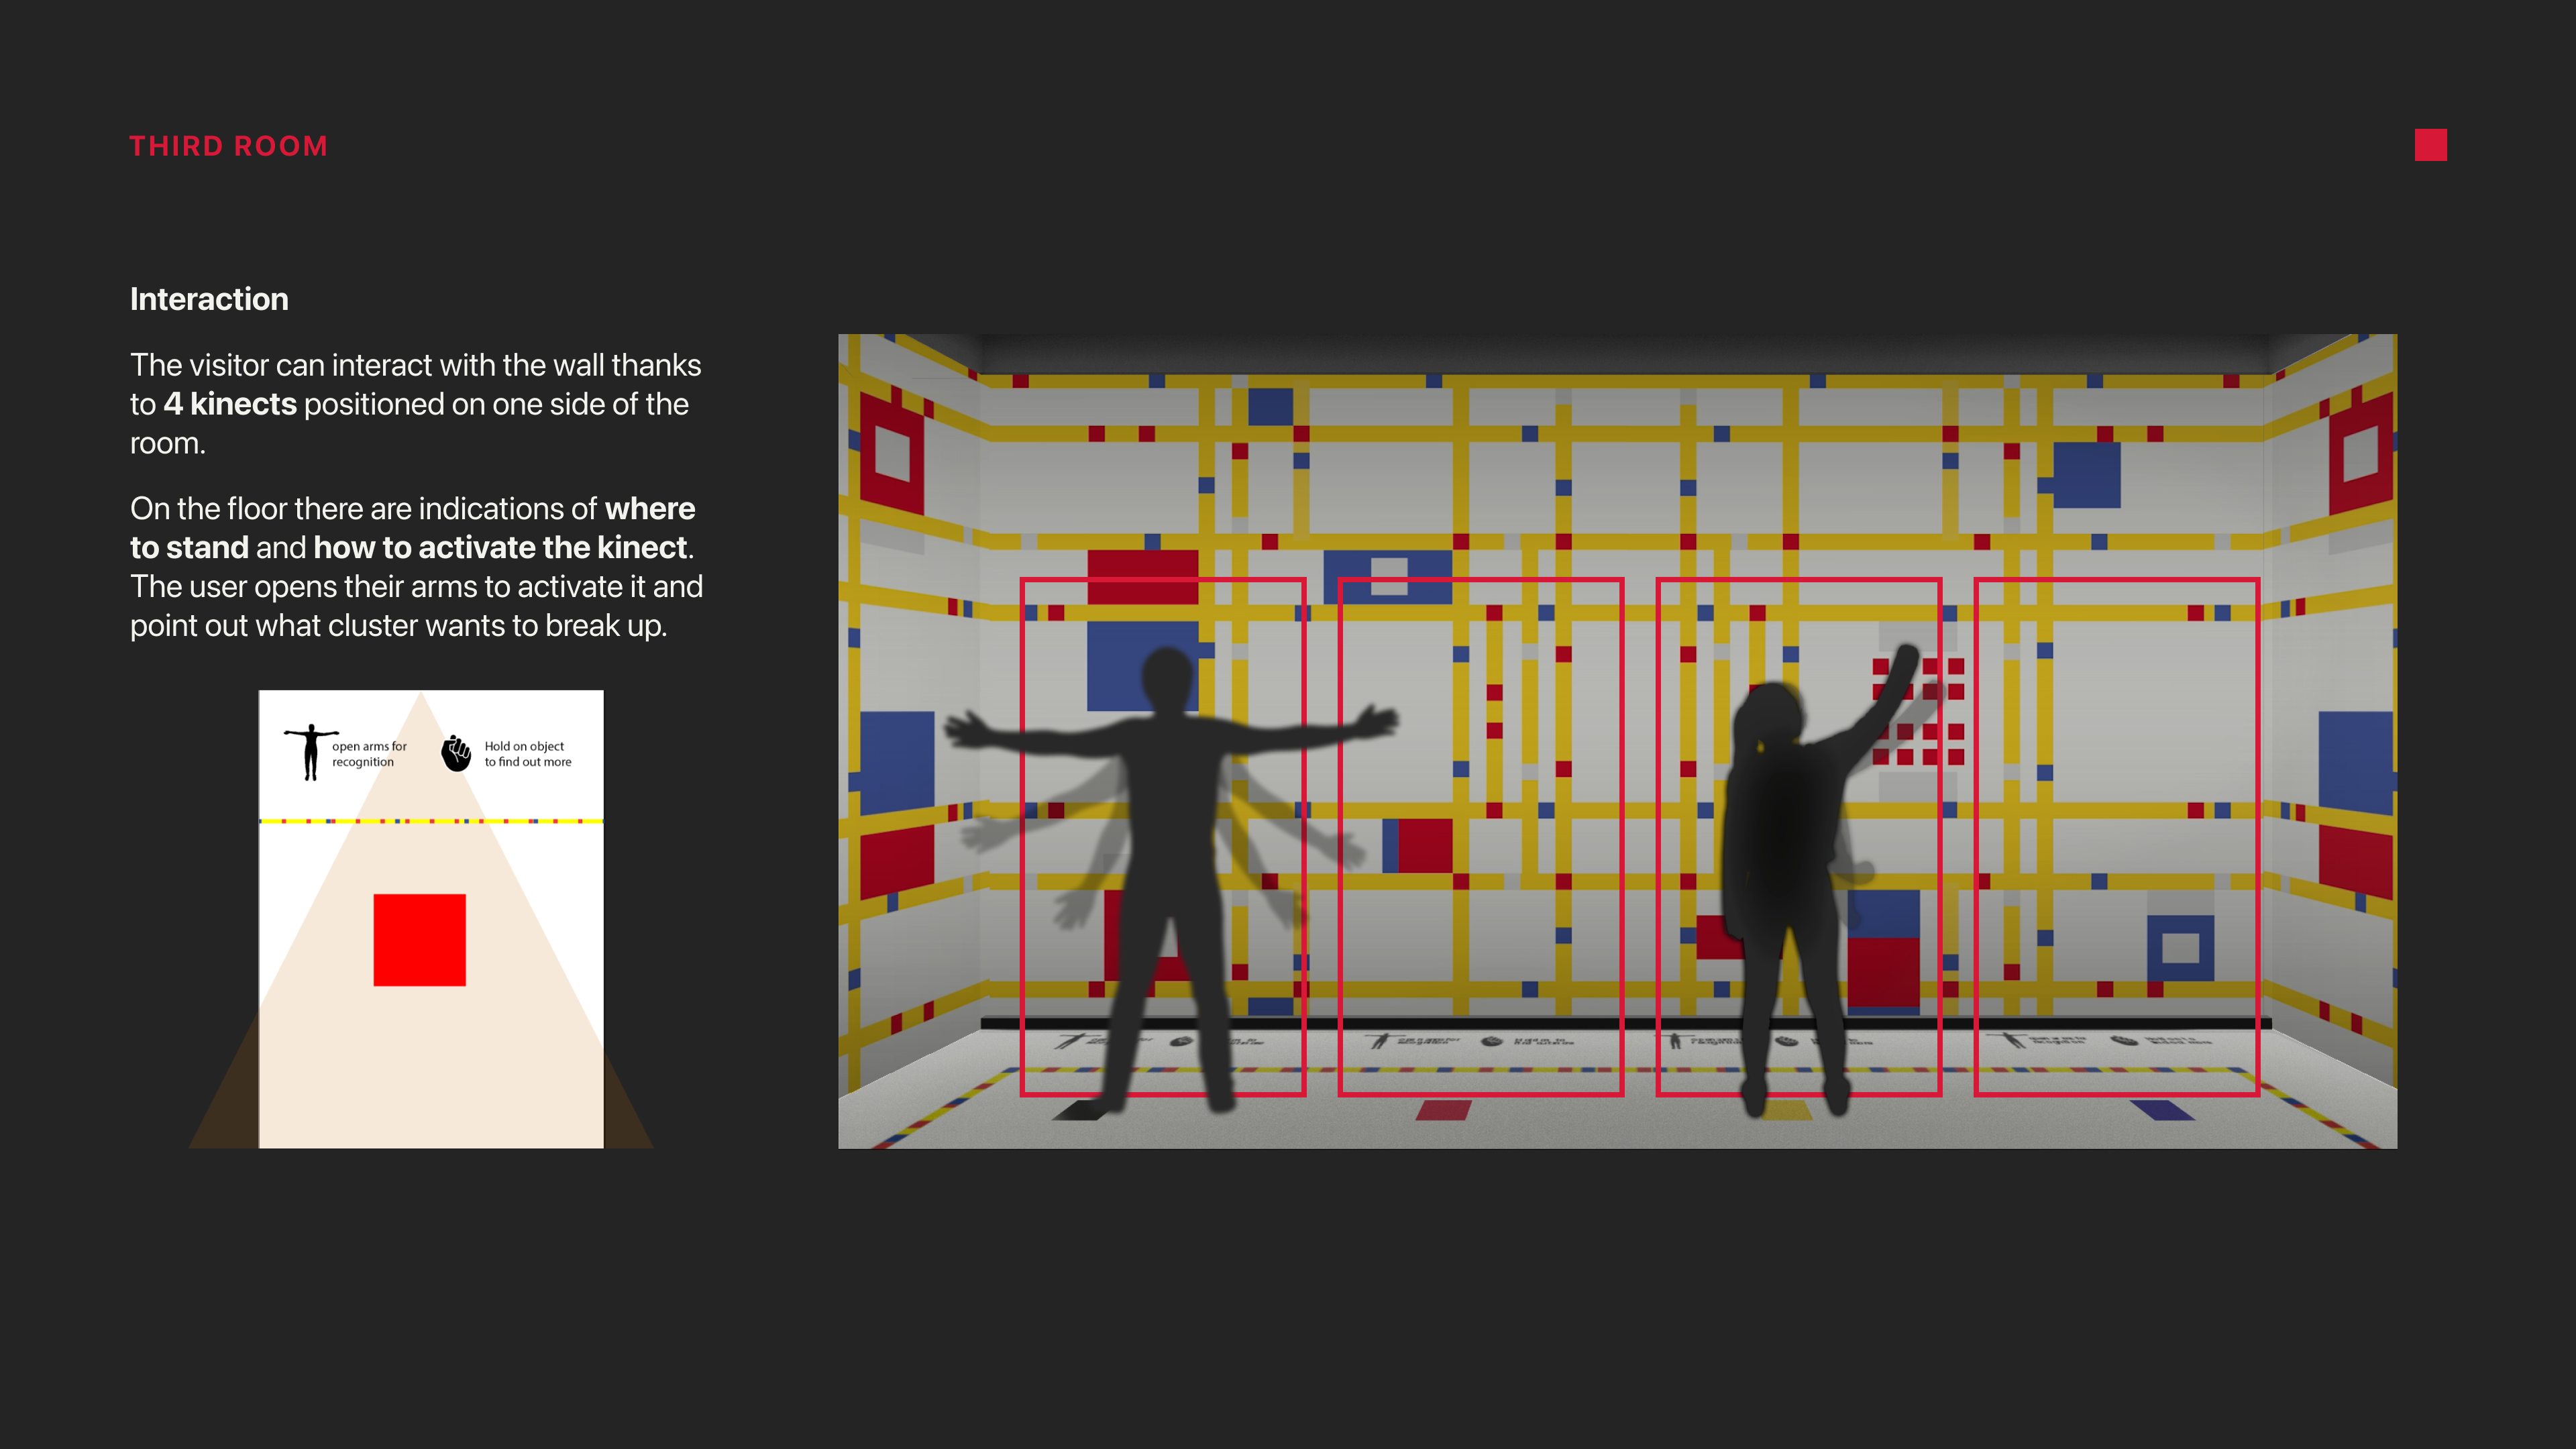 THIRD ROOM
Interaction
The visitor can interact with the wall thanks
to 4 kinects positioned on one side of the
room.
On the floor there are indications of where
to stand and how to activate the kinect.
The user opens their arms to activate it and
point out what cluster wants to break up.
open arms for
recognition
Hold on object
to find out more